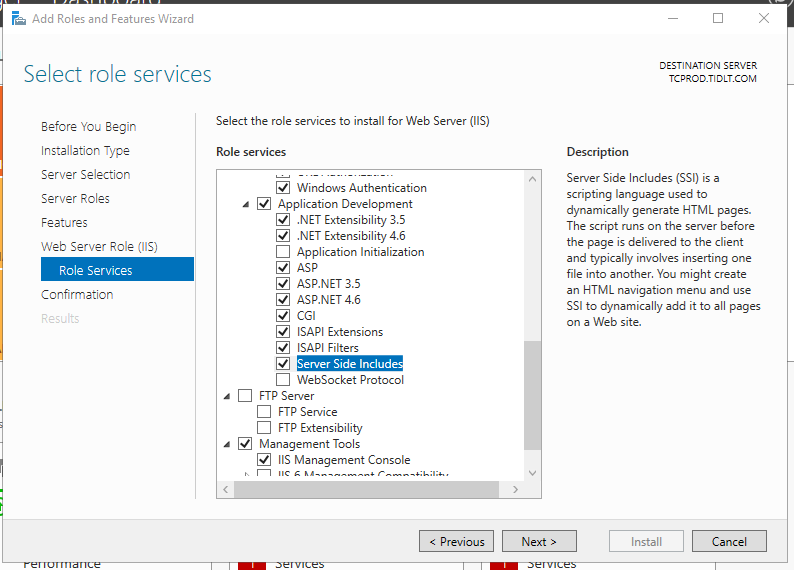 Add Roles and Features Wizard
Select role services
DESTINATION SERVER
TCPROD.TIDLT.COM
Before You Begin
Installation Type
Server Selection
Server Roles
Features
Web Server Role (IIS)
Role Services
Confirmation
Results
Select the role services to install for Web Server (IIS)
Role services
Windows Authentication
Application Development
.NET Extensibility 3.5
.NET Extensibility 4.6
Application Initialization
ASP
ASP.NET 3.5
ASP.NET 4.6
CGI
ISAPI Extensions
ISAPI Filters
Server Side Includes
WebSocket Protocol
FTP Server
FTP Service
FTP Extensibility
Management Tools
IIS Management Console
IIS 6 Management Compatibility
Description
Server Side Includes (SSI) is a
scripting language used to
dynamically generate HTML pages.
The script runs on the server before
the page is delivered to the client
and typically involves inserting one
file into another. You might create
an HTML navigation menu and use
SSI to dynamically add it to all pages
on a Web site.
< Previous
Next >
Install
Cancel
Performance
1 Services
1 Services